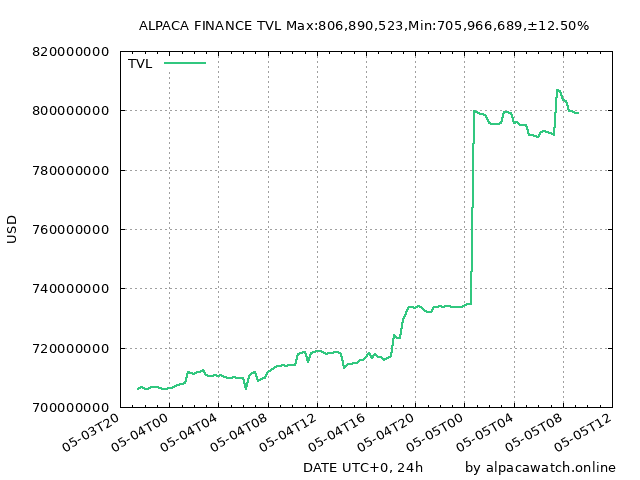 ALPACA FINANCE TVL Max:806,890,523,Min:705,966,689,±12.50%
TVL
820000000
800000000
780000000
760000000
740000000
720000000
700000000
USD
05-03T20
05-04T00
05-04T04
05-04T08
05-04T12
05-04T16
05-04T20
05-05T00
05-05T04
05-05T08
05-05T12
DATE UTC+0, 24h
by alpacawatch.online